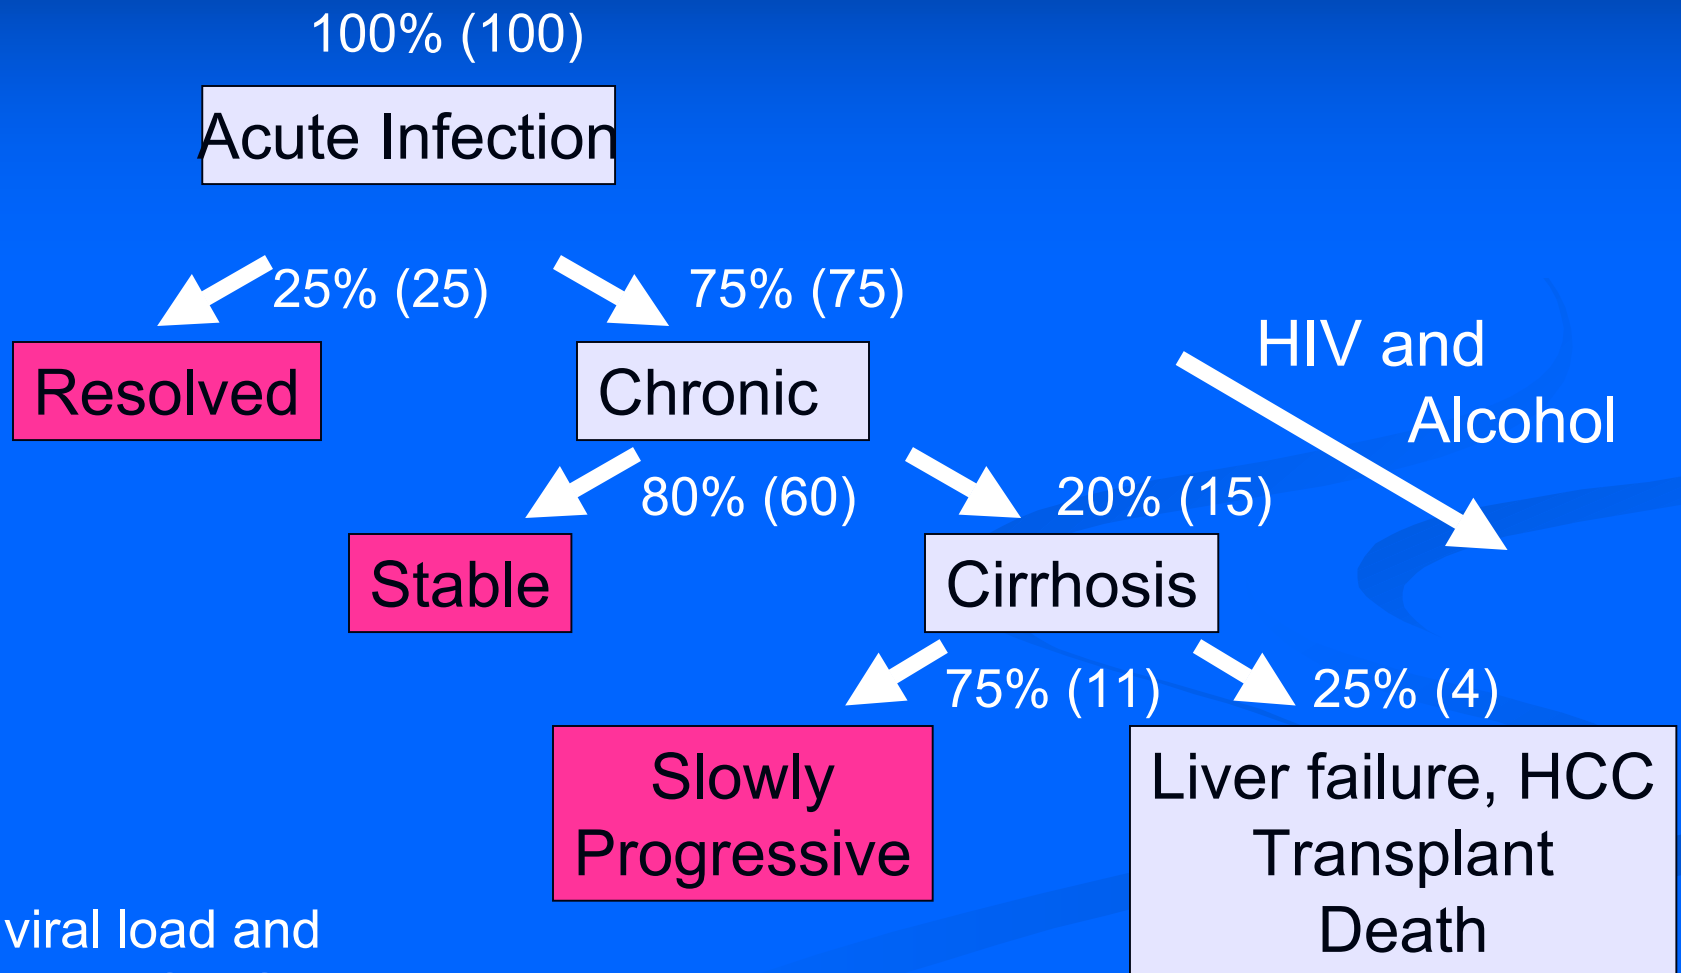 100% (100)
Acute Infection
25% (25)
75% (75)
Resolved
Chronic
HIV and
Alcohol
80% (60)
20% (15)
Stable
Cirrhosis
75% (11)
25% (4)
Slowly
Progressive
Liver failure, HCC
Transplant
Death
viral load and